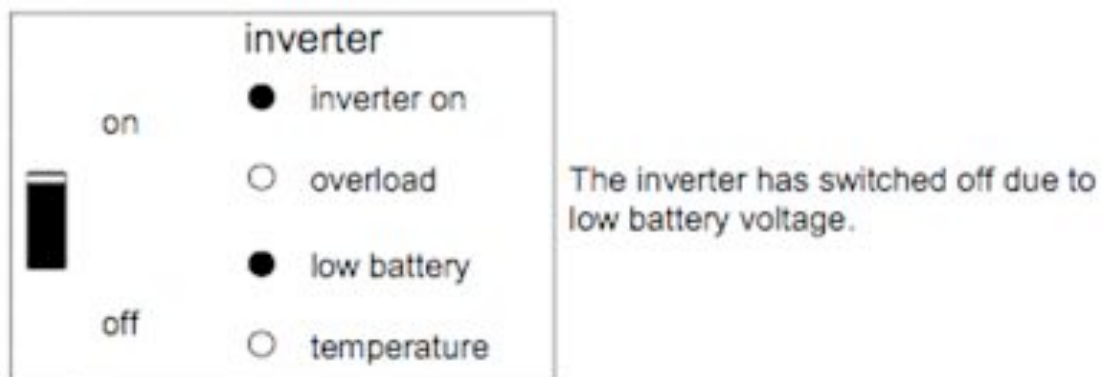 inverter
inverter on
on
overload
The inverter has switched off due to
low battery voltage.
low battery
off
temperature